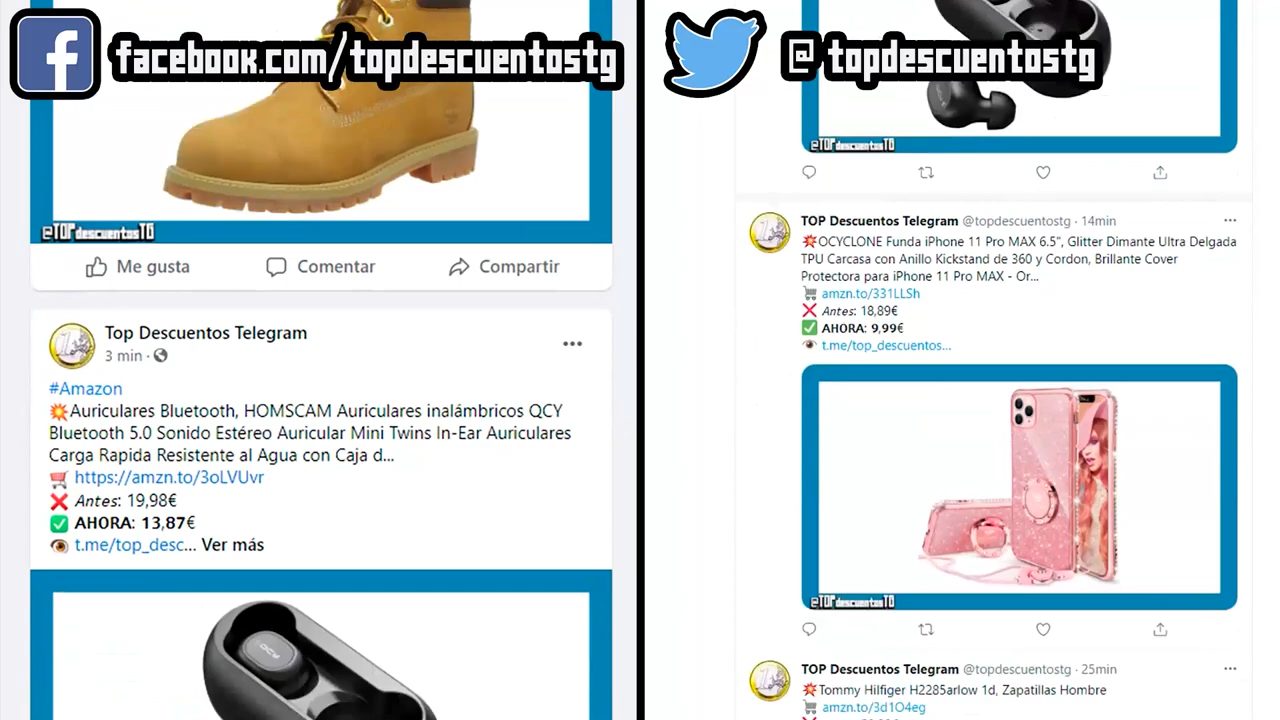 facebook.com/topdescuentostg
@TOPdescuentosTG
Me gusta
Comentar
Compartir
Top Descuentos Telegram
3 min ·
#Amazon
💥Auriculares Bluetooth, HOMSCAM Auriculares inalámbricos QCY
Bluetooth 5.0 Sonido Estéreo Auricular Mini Twins In-Ear Auriculares
Carga Rapida Resistente al Agua con Caja d...
🛒 https://amzn.to/3oLVUvr
❌ Antes: 19,98€
✅ AHORA: 13,87€
👁 t.me/top_desc... Ver más
QCY
@topdescuentostg
@TOPdescuentosTG
TOP Descuentos Telegram @topdescuentostg · 14min
💥OCYCLONE Funda iPhone 11 Pro MAX 6.5", Glitter Dimante Ultra Delgada
TPU Carcasa con Anillo Kickstand de 360 y Cordon, Brillante Cover
Protectora para iPhone 11 Pro MAX - Or...
🛒 amzn.to/331LLSh
❌ Antes: 18,89€
✅ AHORA: 9,99€
👁 t.me/top_descuentos...
@TOPdescuentosTG
TOP Descuentos Telegram @topdescuentostg · 25min
💥Tommy Hilfiger H2285arlow 1d, Zapatillas Hombre
🛒 amzn.to/3d1O4eg